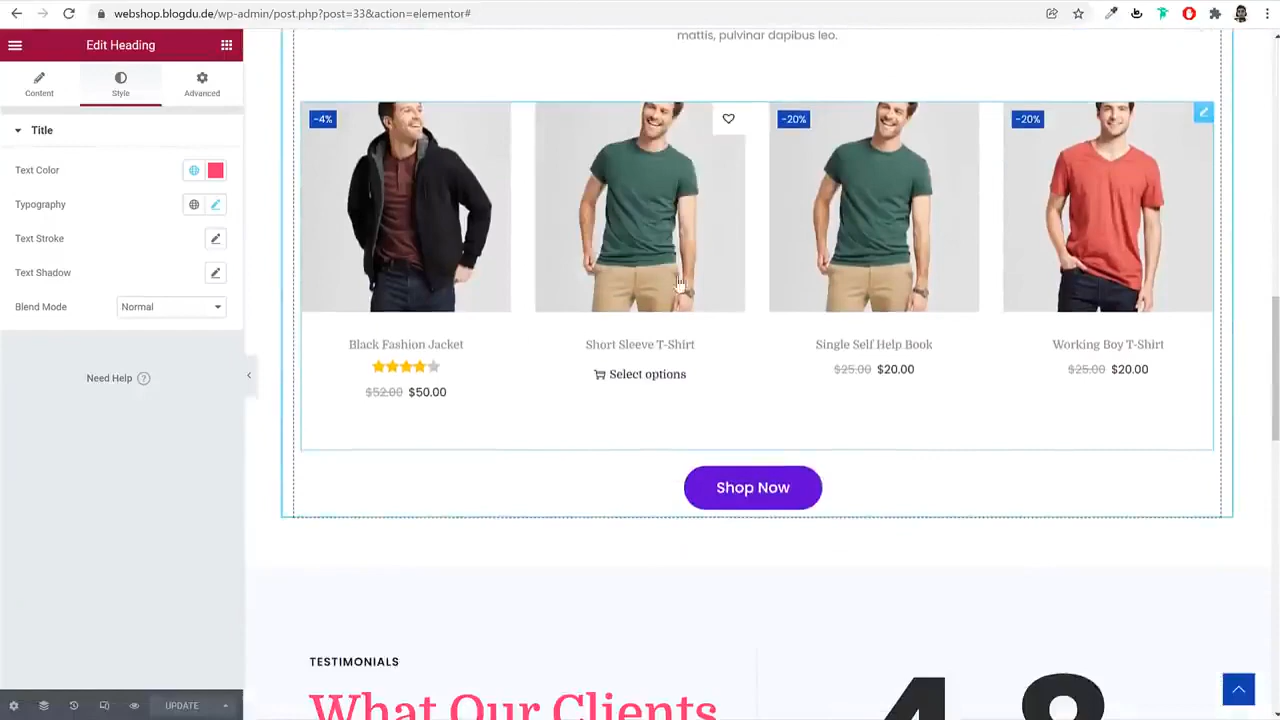 webshop.blogdu.de/wp-admin/post.php?post=33&action=elementor#
Edit Heading
Content
Style
Advanced
Title
Text Color
Typography
Text Stroke
Text Shadow
Blend Mode
Normal
Need Help
UPDATE
mattis, pulvinar dapibus leo.
-4%
-20%
-20%
Black Fashion Jacket
Short Sleeve T-Shirt
Single Self Help Book
Working Boy T-Shirt
$52.00 $50.00
Select options
$25.00 $20.00
$25.00 $20.00
Shop Now
TESTIMONIALS
What Our Clients
4.8